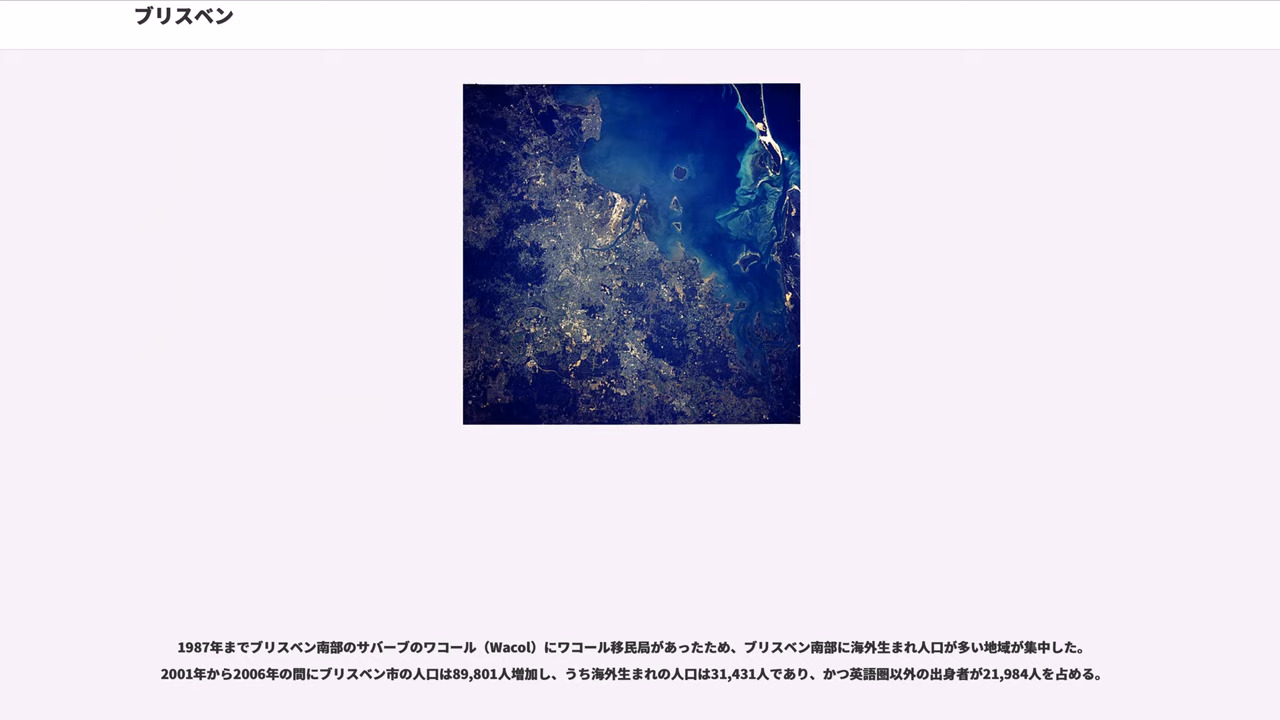 ブリスベン
1987年までブリスベン南部のサバーブのワコール（Wacol）にワコール移民局があったため、ブリスベン南部に海外生まれ人口が多い地域が集中した。
2001年から2006年の間にブリスベン市の人口は89,801人増加し、うち海外生まれの人口は31,431人であり、かつ英語圏以外の出身者が21,984人を占める。